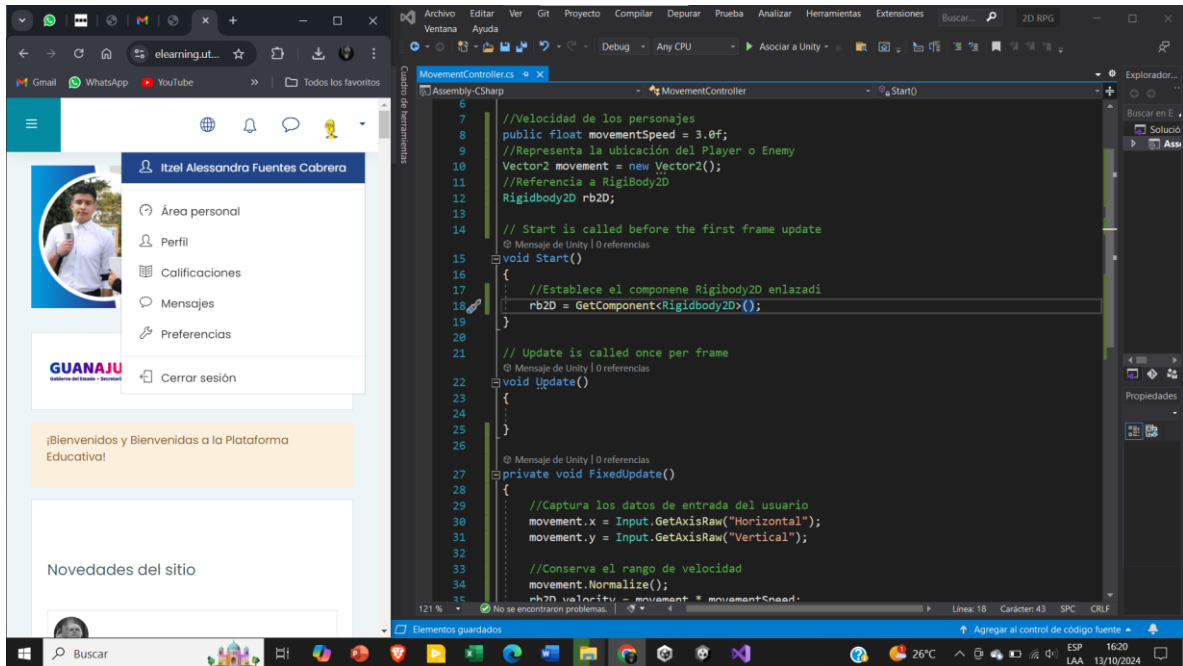 elearning.ut...
Gmail WhatsApp YouTube » Todos los favoritos
Itzel Alessandra Fuentes Cabrera
Área personal
Perfil
Calificaciones
Mensajes
Preferencias
Cerrar sesión
GUANAJU
¡Bienvenidos y Bienvenidas a la Plataforma
Educativa!
Novedades del sitio
Archivo Editar Ver Git Proyecto Compilar Depurar Prueba Analizar Herramientas Extensiones Buscar... 2D RPG
Ventana Ayuda
Debug Any CPU Asociar a Unity
Cuadro de herramientas
MovementController.cs
Assembly-CSharp MovementController Start()
6
7 //Velocidad de los personajes
8 public float movementSpeed = 3.0f;
9 //Representa la ubicación del Player o Enemy
10 Vector2 movement = new Vector2();
11 //Referencia a RigiBody2D
12 Rigidbody2D rb2D;
13
14 // Start is called before the first frame update
Mensaje de Unity | 0 referencias
15 void Start()
16 {
17 //Establece el componene Rigibody2D enlazadi
18 rb2D = GetComponent<Rigidbody2D>();
19 }
20
21 // Update is called once per frame
Mensaje de Unity | 0 referencias
22 void Update()
23 {
24
25 }
26
Mensaje de Unity | 0 referencias
27 private void FixedUpdate()
28 {
29 //Captura los datos de entrada del usuario
30 movement.x = Input.GetAxisRaw("Horizontal");
31 movement.y = Input.GetAxisRaw("Vertical");
32
33 //Conserva el rango de velocidad
34 movement.Normalize();
35 rb2D.velocity = movement * movementSpeed;
121 % No se encontraron problemas. Línea: 18 Carácter: 43 SPC CRLF
Elementos guardados Agregar al control de código fuente
Explorador...
Buscar en E
Solució
Ass
Propiedades
Buscar
26°C ESP 16:20
LAA 13/10/2024